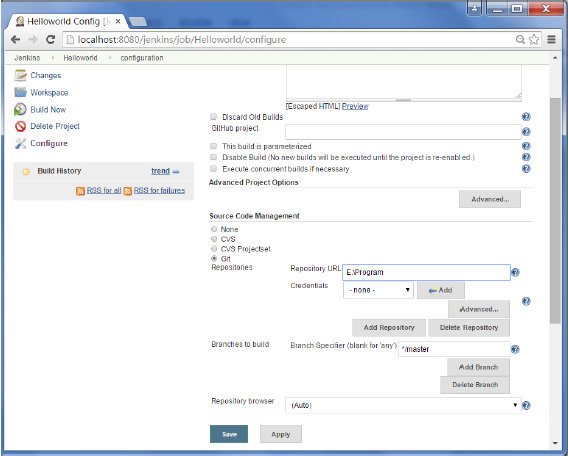 Helloworld Config [J
localhost:8080/jenkins/job/Helloworld/configure
Jenkins Helloworld configuration
Changes
Workspace
Build Now
Delete Project
Configure
Build History trend
RSS for all RSS for failures
[Escaped HTML] Preview
Discard Old Builds
GitHub project
This build is parameterized
Disable Build (No new builds will be executed until the project is re-enabled.)
Execute concurrent builds if necessary
Advanced Project Options
Advanced...
Source Code Management
None
CVS
CVS Projectset
Git
Repositories Repository URL E:\Program
Credentials - none - Add
Advanced...
Add Repository Delete Repository
Branches to build Branch Specifier (blank for 'any') */master
Add Branch
Delete Branch
Repository browser (Auto)
Save Apply